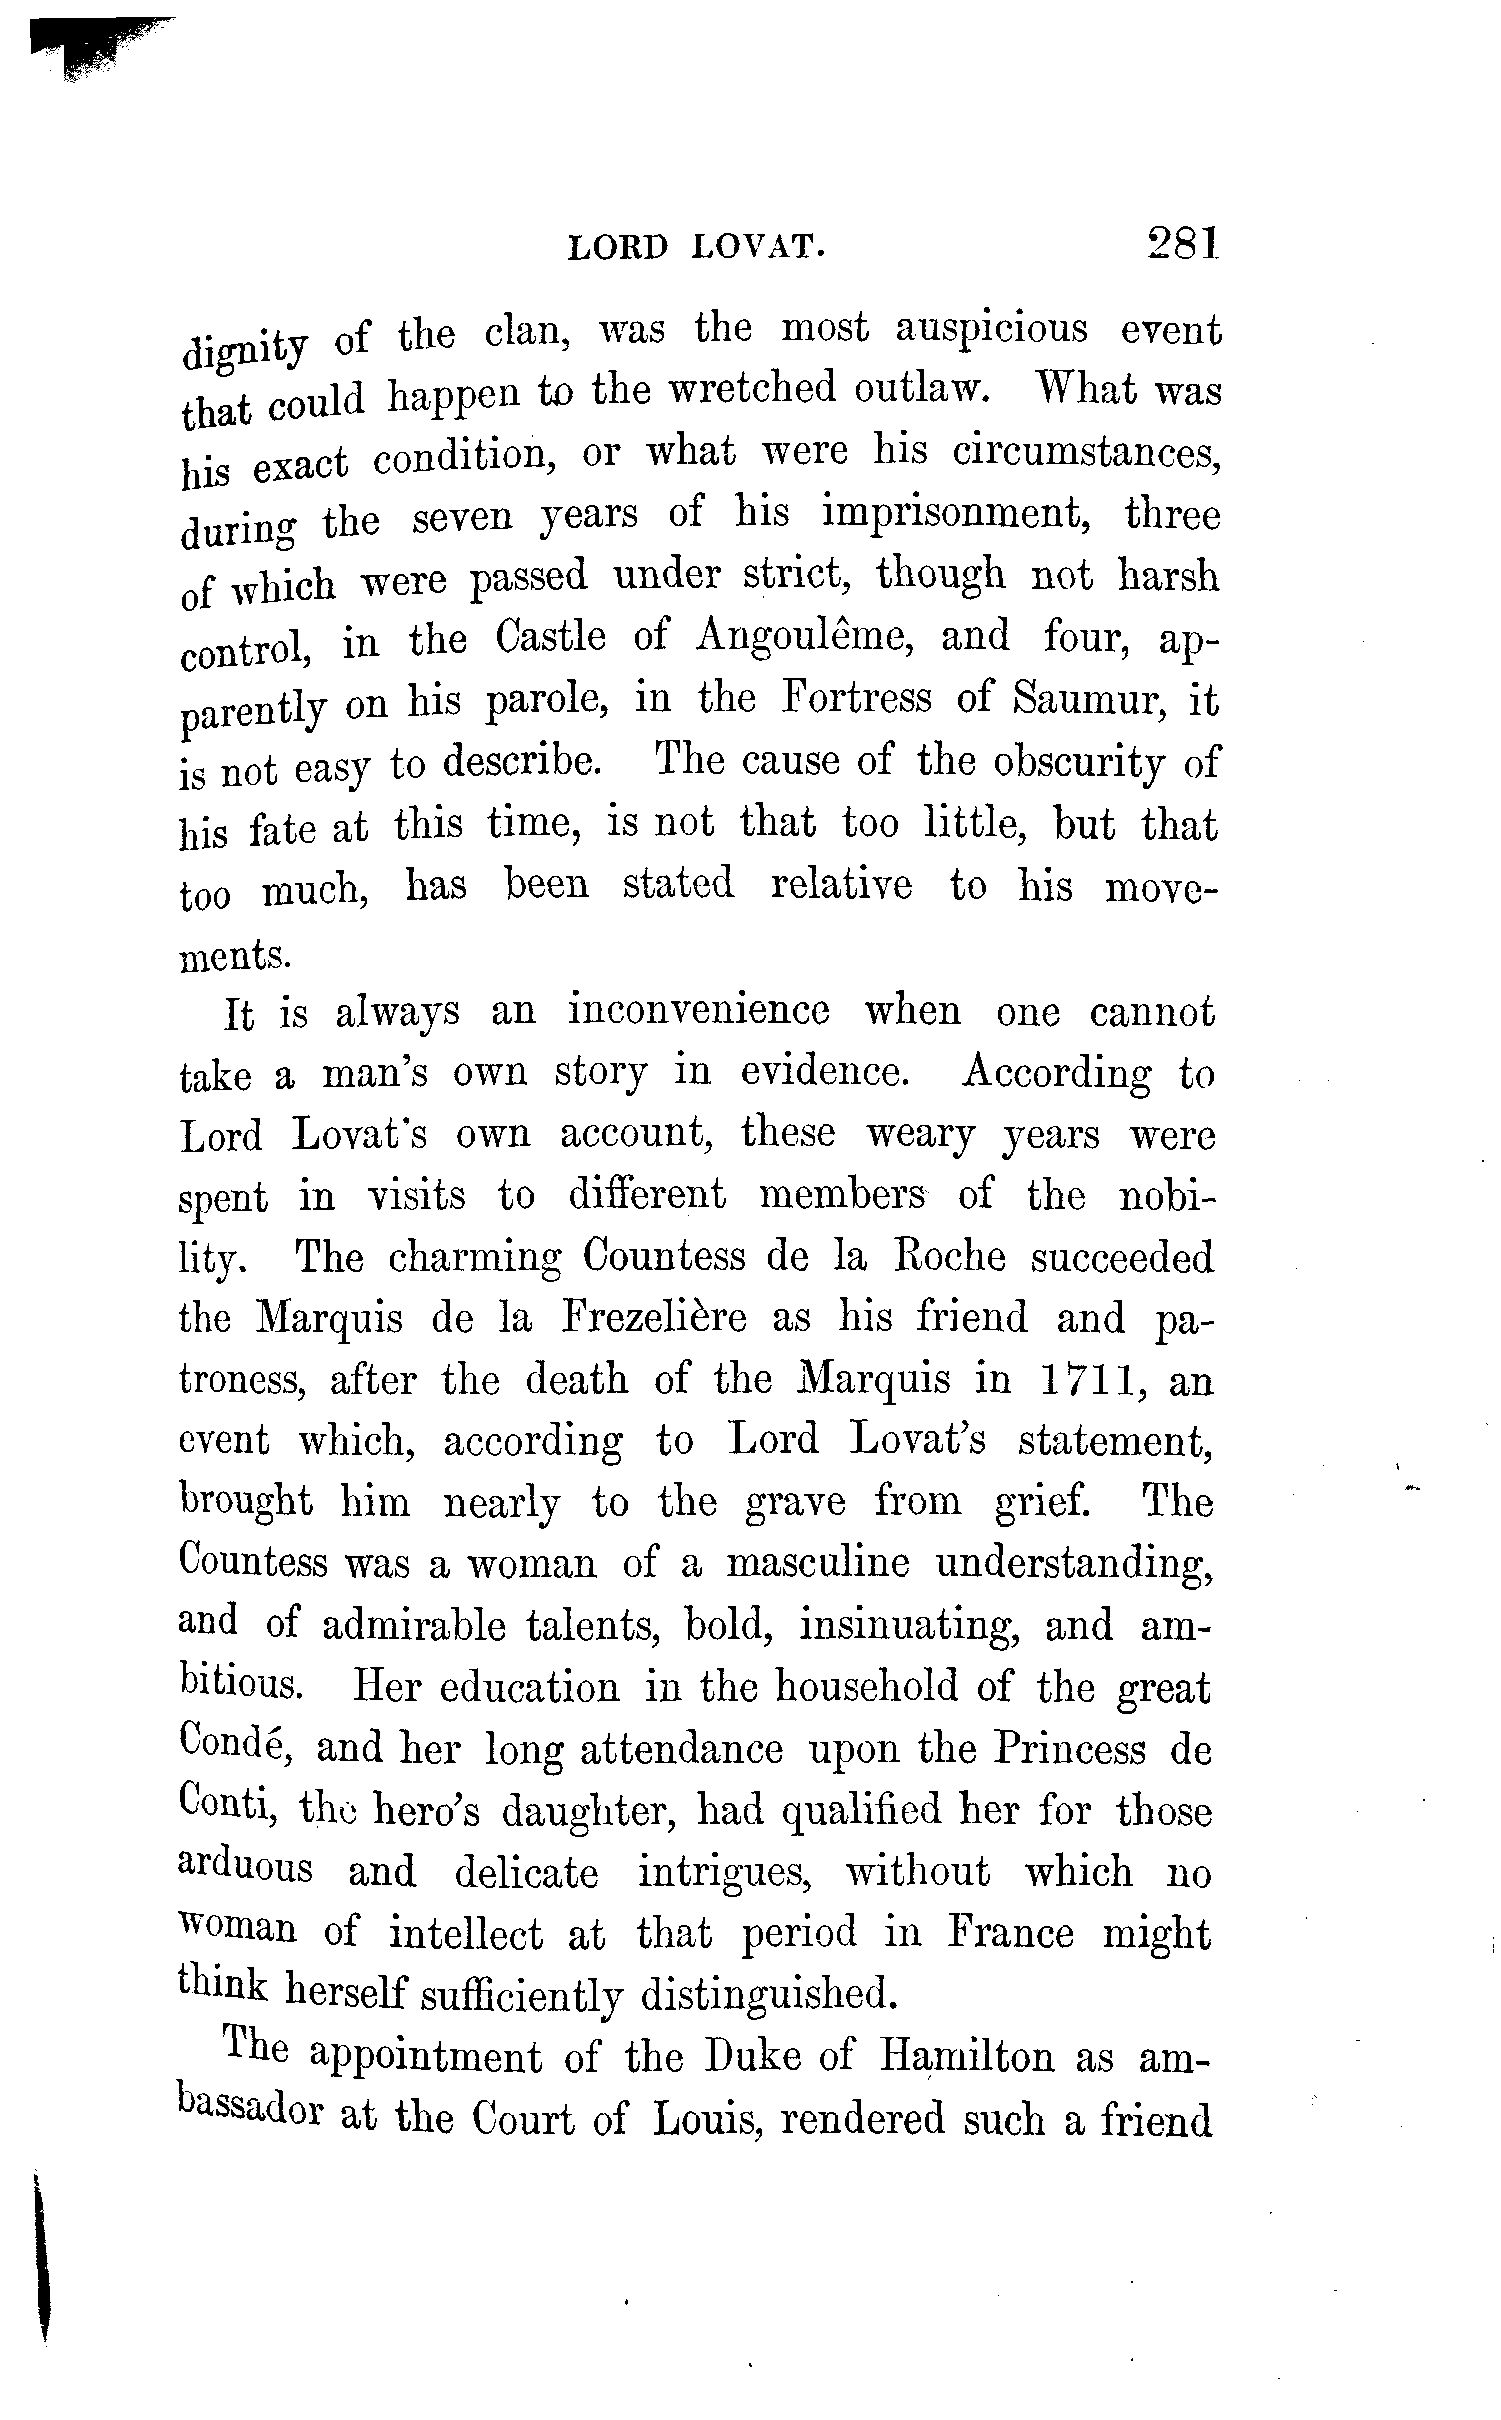 LORD LOVAT. 281
dignity of the clan, was the most auspicious event
that could happen to the wretched outlaw. What was
his exact condition, or what were his circumstances,
during the seven years of his imprisonment, three
of which were passed under strict, though not harsh
control, in the Castle of Angoulême, and four, ap-
parently on his parole, in the Fortress of Saumur, it
is not easy to describe. The cause of the obscurity of
his fate at this time, is not that too little, but that
too much, has been stated relative to his move-
ments.
It is always an inconvenience when one cannot
take a man's own story in evidence. According to
Lord Lovat's own account, these weary years were
spent in visits to different members of the nobi-
lity. The charming Countess de la Roche succeeded
the Marquis de la Frezelière as his friend and pa-
troness, after the death of the Marquis in 1711, an
event which, according to Lord Lovat's statement,
brought him nearly to the grave from grief. The
Countess was a woman of a masculine understanding,
and of admirable talents, bold, insinuating, and am-
bitious. Her education in the household of the great
Condé, and her long attendance upon the Princess de
Conti, the hero's daughter, had qualified her for those
arduous and delicate intrigues, without which no
woman of intellect at that period in France might
think herself sufficiently distinguished.
The appointment of the Duke of Hamilton as am-
bassador at the Court of Louis, rendered such a friend